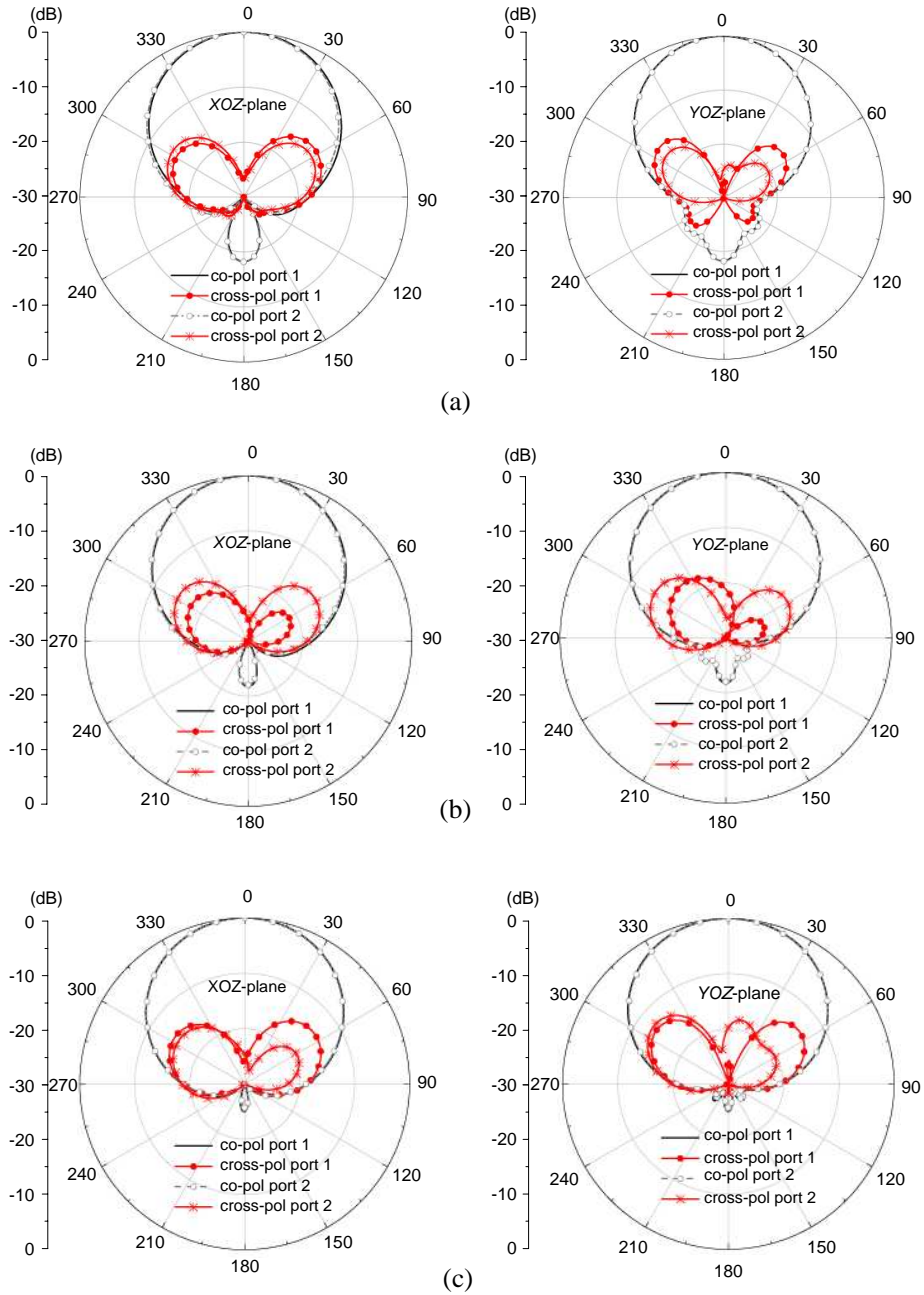 (dB)
0
-10
-20
-30
-20
-10
0
0
30
60
90
120
150
180
210
240
270
300
330
XOZ-plane
co-pol port 1
cross-pol port 1
co-pol port 2
cross-pol port 2
(dB)
0
-10
-20
-30
-20
-10
0
0
30
60
90
120
150
180
210
240
270
300
330
YOZ-plane
co-pol port 1
cross-pol port 1
co-pol port 2
cross-pol port 2
(a)
(dB)
0
-10
-20
-30
-20
-10
0
0
30
60
90
120
150
180
210
240
270
300
330
XOZ-plane
co-pol port 1
cross-pol port 1
co-pol port 2
cross-pol port 2
(dB)
0
-10
-20
-30
-20
-10
0
0
30
60
90
120
150
180
210
240
270
300
330
YOZ-plane
co-pol port 1
cross-pol port 1
co-pol port 2
cross-pol port 2
(b)
(dB)
0
-10
-20
-30
-20
-10
0
0
30
60
90
120
150
180
210
240
270
300
330
XOZ-plane
co-pol port 1
cross-pol port 1
co-pol port 2
cross-pol port 2
(dB)
0
-10
-20
-30
-20
-10
0
0
30
60
90
120
150
180
210
240
270
300
330
YOZ-plane
co-pol port 1
cross-pol port 1
co-pol port 2
cross-pol port 2
(c)